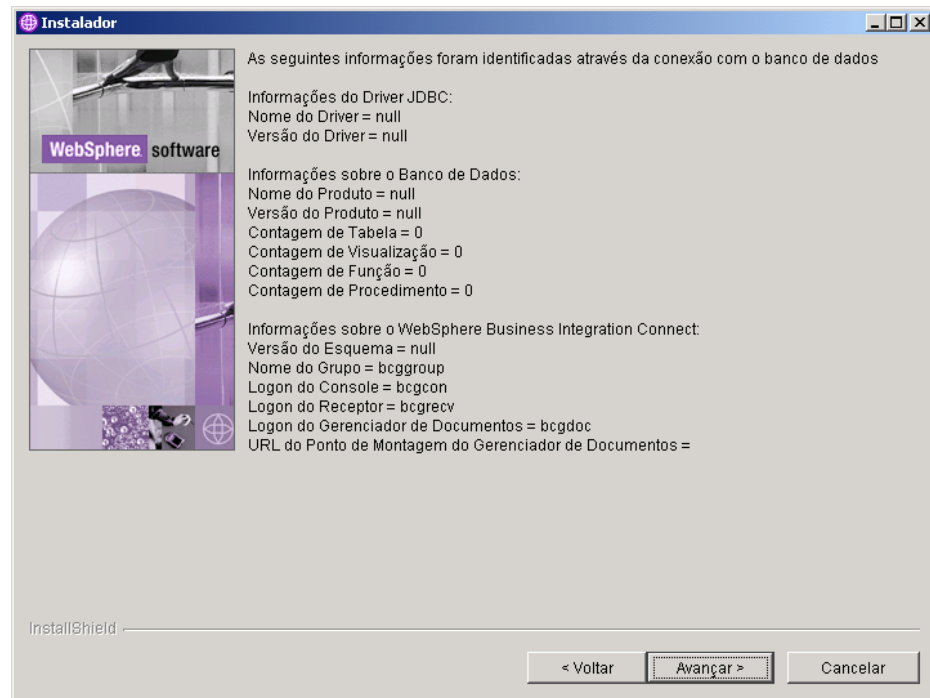 Instalador
WebSphere software
As seguintes informações foram identificadas através da conexão com o banco de dados
Informações do Driver JDBC:
Nome do Driver = null
Versão do Driver = null
Informações sobre o Banco de Dados:
Nome do Produto = null
Versão do Produto = null
Contagem de Tabela = 0
Contagem de Visualização = 0
Contagem de Função = 0
Contagem de Procedimento = 0
Informações sobre o WebSphere Business Integration Connect:
Versão do Esquema = null
Nome do Grupo = bcggroup
Logon do Console = bcgcon
Logon do Receptor = bcgrecv
Logon do Gerenciador de Documentos = bcgdoc
URL do Ponto de Montagem do Gerenciador de Documentos =
InstallShield
< Voltar
Avançar >
Cancelar